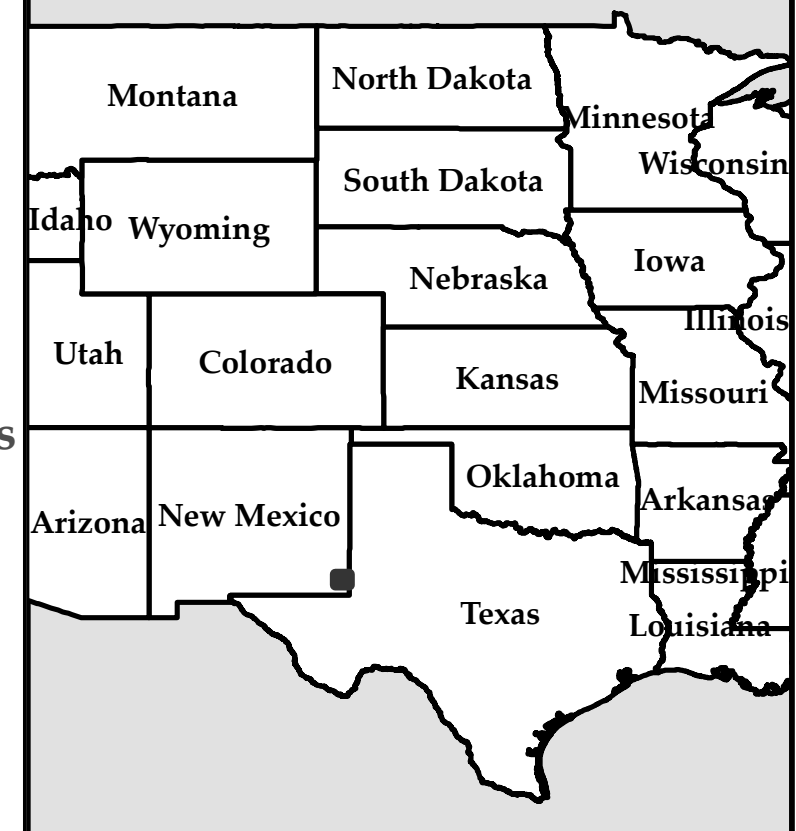 North Dakota
Montana
Minnesota
Wisconsin
South Dakota
Idaho
Wyoming
Iowa
Nebraska
Illinois
Utah
Colorado
Kansas
Missouri
s
Oklahoma
Arkansas
New Mexico
Arizona
Mississippi
Texas
Louisiana